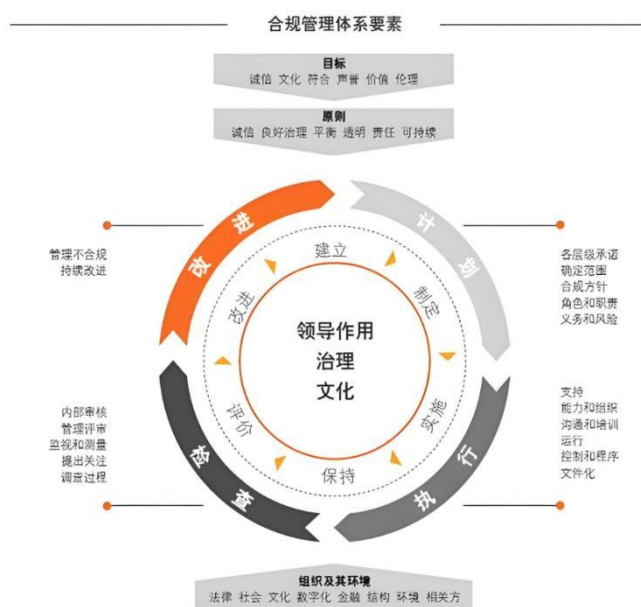 合规管理体系要素
目标
诚信 文化 符合 声誉 价值 伦理
原则
诚信 良好治理 平衡 透明 责任 可持续
改进
计划
管理不合规
持续改进
各层级承诺
确定范围
合规方针
角色和职责
义务和风险
建立
制定
实施
保持
评价
改进
领导作用
治理
文化
内部审核
管理评审
监视和测量
提出关注
调查过程
支持
能力和组织
沟通和培训
运行
控制和程序
文件化
检查
执行
组织及其环境
法律 社会 文化 数字化 金融 结构 环境 相关方